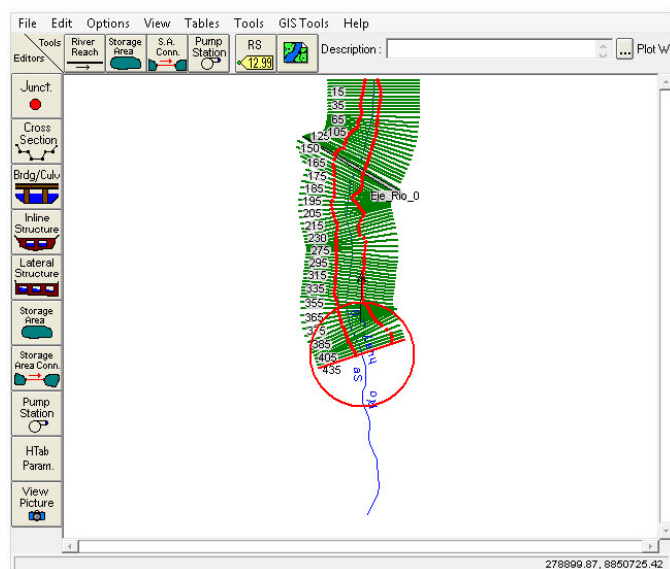 File Edit Options View Tables Tools GIS Tools Help
Tools
Editors
River
Reach
Storage
Area
S.A.
Conn.
Pump
Station
RS
12.99
Description :
...
Plot W
Junct.
Cross
Section
Brdg/Culv
Inline
Structure
Lateral
Structure
Storage
Area
Storage
Area Conn.
Pump
Station
HTab
Param.
View
Picture
15
35
65
105
125
150
165
175
185
195
205
215
230
275
295
315
335
355
365
375
385
405
435
Eje_Rio_0
278899.87, 8850725.42